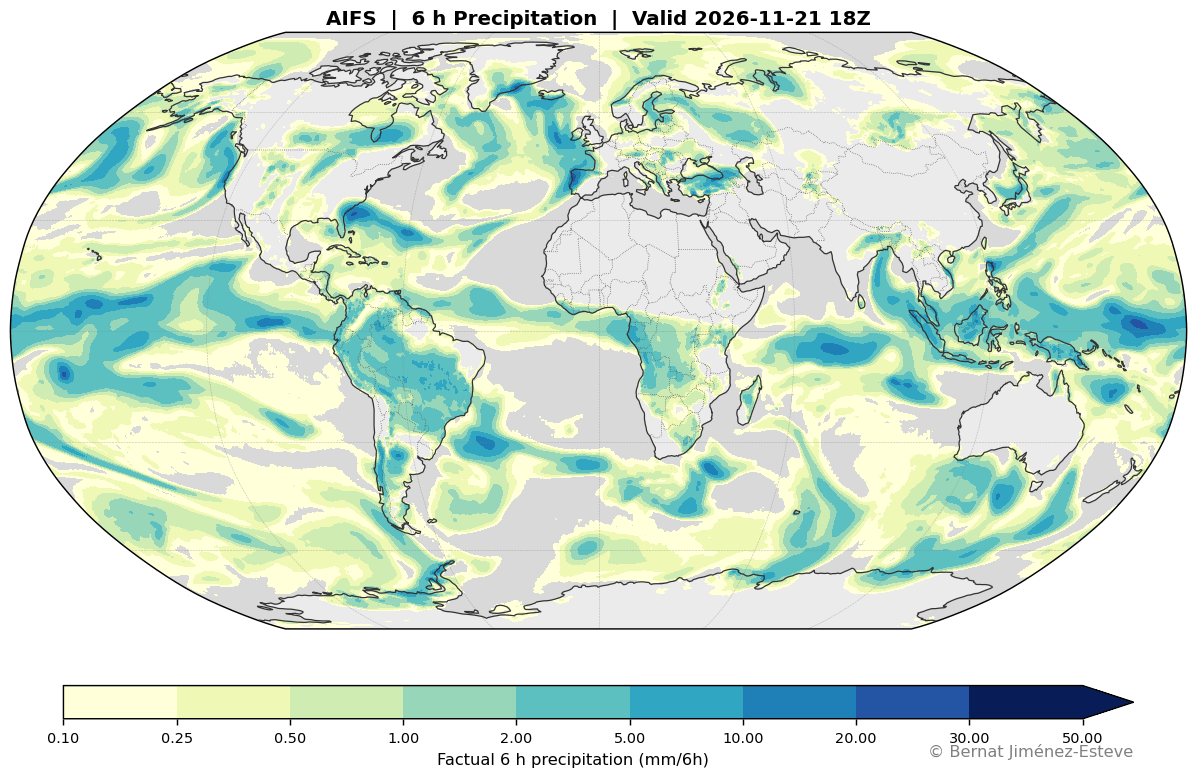 AIFS | 6 h Precipitation | Valid 2026-11-21 18Z
0.10 0.25 0.50 1.00 2.00 5.00 10.00 20.00 30.00 50.00
Factual 6 h precipitation (mm/6h)
© Bernat Jiménez-Esteve